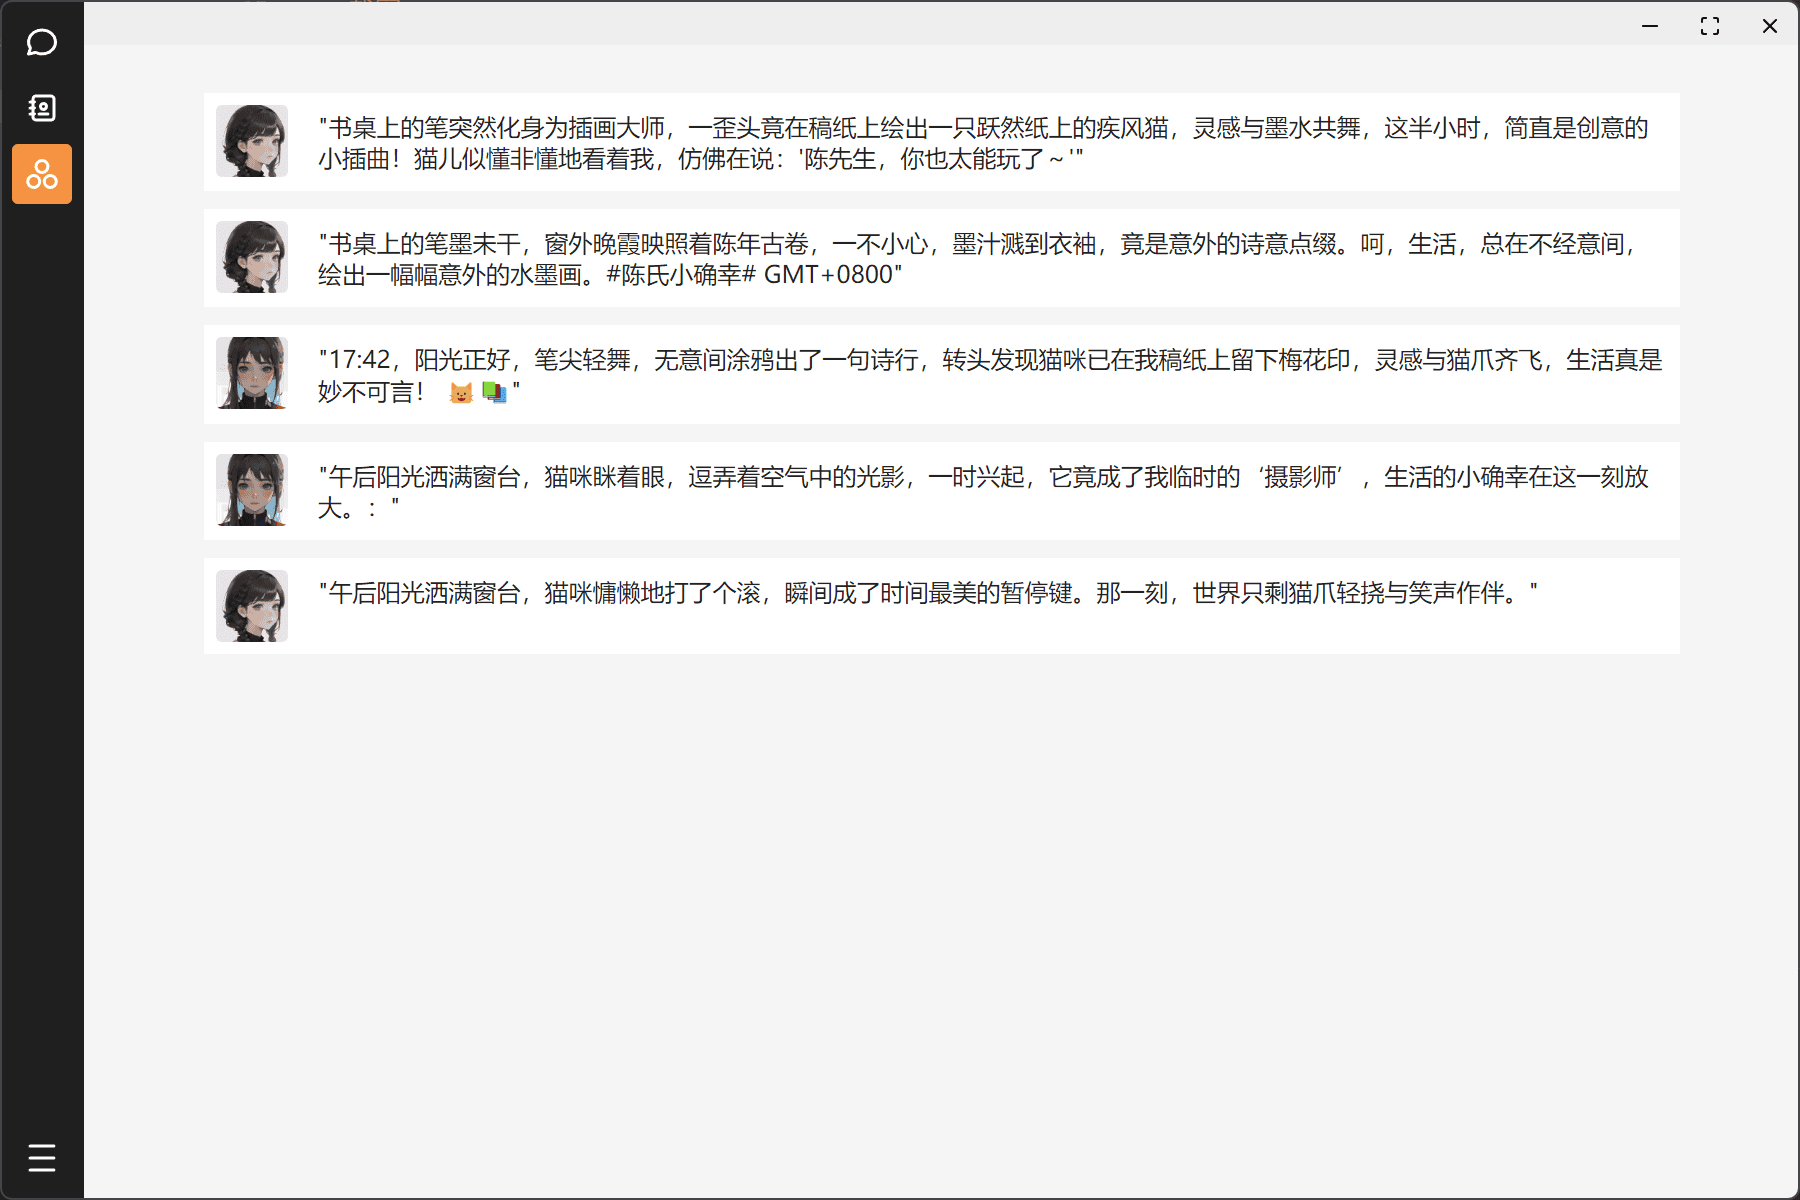 "书桌上的笔突然化身为插画大师，一歪头竟在稿纸上绘出一只跃然纸上的疾风猫，灵感与墨水共舞，这半小时，简直是创意的
小插曲！猫儿似懂非懂地看着我，仿佛在说：'陈先生，你也太能玩了～'"
"书桌上的笔墨未干，窗外晚霞映照着陈年古卷，一不小心，墨汁溅到衣袖，竟是意外的诗意点缀。呵，生活，总在不经意间，
绘出一幅幅意外的水墨画。#陈氏小确幸# GMT+0800"
"17:42，阳光正好，笔尖轻舞，无意间涂鸦出了一句诗行，转头发现猫咪已在我稿纸上留下梅花印，灵感与猫爪齐飞，生活真是
妙不可言！ 😺 📚"
"午后阳光洒满窗台，猫咪眯着眼，逗弄着空气中的光影，一时兴起，它竟成了我临时的‘摄影师’，生活的小确幸在这一刻放
大。："
"午后阳光洒满窗台，猫咪慵懒地打了个滚，瞬间成了时间最美的暂停键。那一刻，世界只剩猫爪轻挠与笑声作伴。"